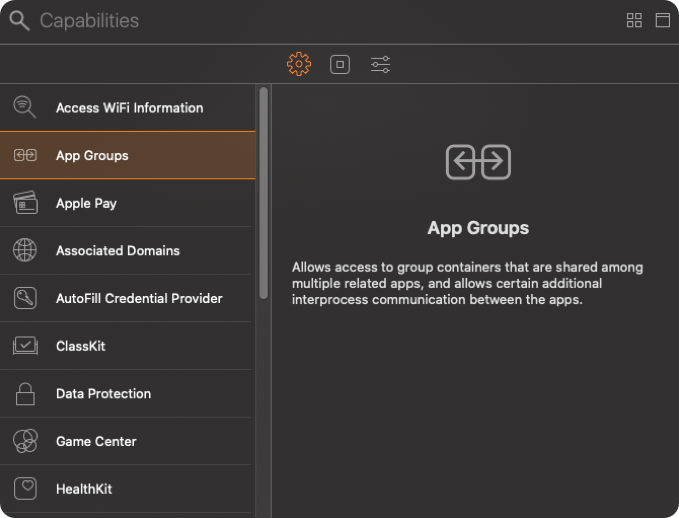 Capabilities
Access WiFi Information
App Groups
Apple Pay
Associated Domains
AutoFill Credential Provider
ClassKit
Data Protection
Game Center
HealthKit
App Groups
Allows access to group containers that are shared among
multiple related apps, and allows certain additional
interprocess communication between the apps.